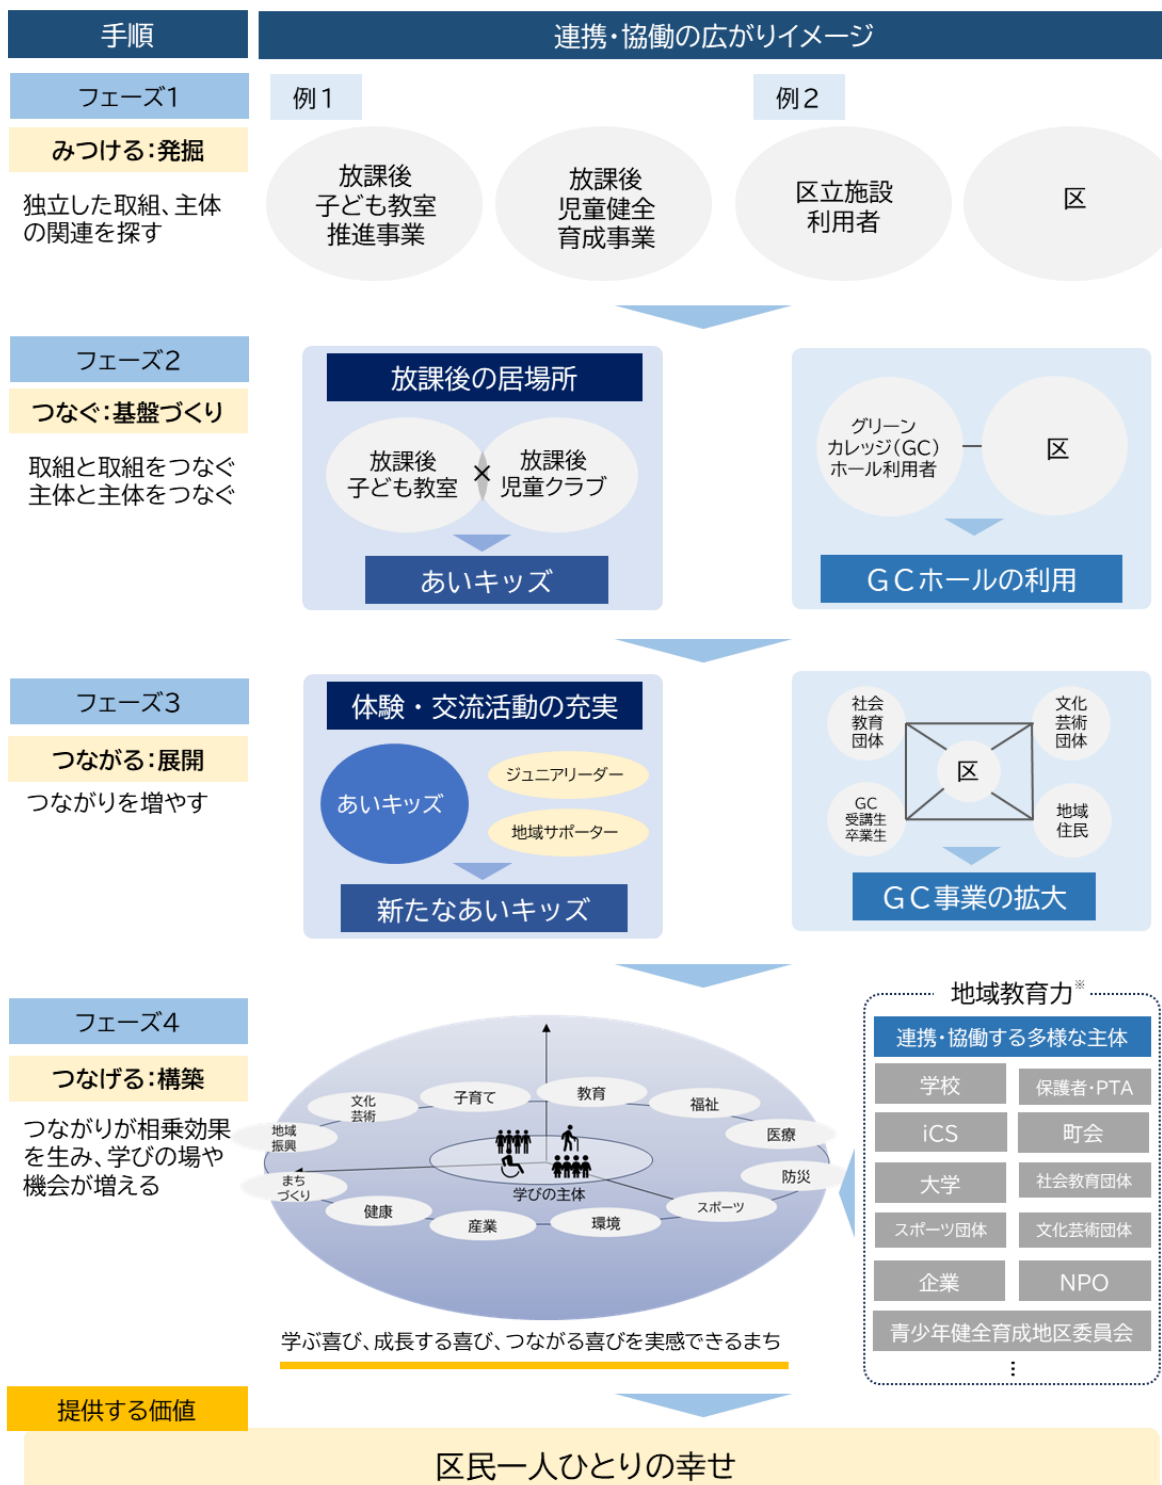 手順
連携・協働の広がりイメージ
フェーズ1
例1
例2
みつける：発掘
独立した取組、主体
の関連を探す
放課後
子ども教室
推進事業
放課後
児童健全
育成事業
区立施設
利用者
区
フェーズ2
つなぐ：基盤づくり
取組と取組をつなぐ
主体と主体をつなぐ
放課後の居場所
放課後
子ども教室
×
放課後
児童クラブ
あいキッズ
グリーン
カレッジ（GC）
ホール利用者
区
GCホールの利用
フェーズ3
つながる：展開
つながりを増やす
体験・交流活動の充実
あいキッズ
ジュニアリーダー
地域サポーター
新たなあいキッズ
社会
教育
団体
文化
芸術
団体
区
GC
受講生
卒業生
地域
住民
GC事業の拡大
フェーズ4
つなげる：構築
つながりが相乗効果
を生み、学びの場や
機会が増える
文化
芸術
子育て
教育
福祉
地域
振興
医療
まち
づくり
防災
学びの主体
健康
産業
環境
スポーツ
学ぶ喜び、成長する喜び、つながる喜びを実感できるまち
地域教育力※
連携・協働する多様な主体
学校
保護者・PTA
iCS
町会
大学
社会教育団体
スポーツ団体
文化芸術団体
企業
NPO
青少年健全育成地区委員会
⋮
提供する価値
区民一人ひとりの幸せ